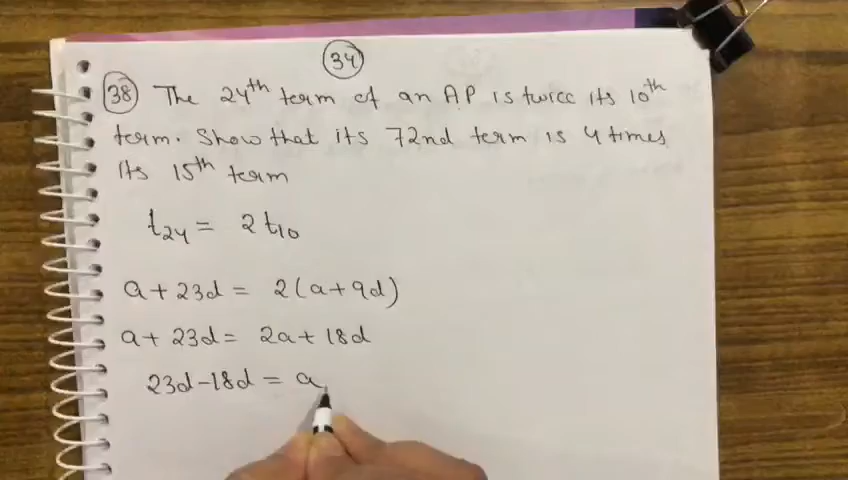 34
38 The 24th term of an AP is twice its 10th
term. Show that its 72nd term is 4 times
its 15th term
t24 = 2 t10
a + 23d = 2(a+9d)
a + 23d = 2a + 18d
23d-18d = a